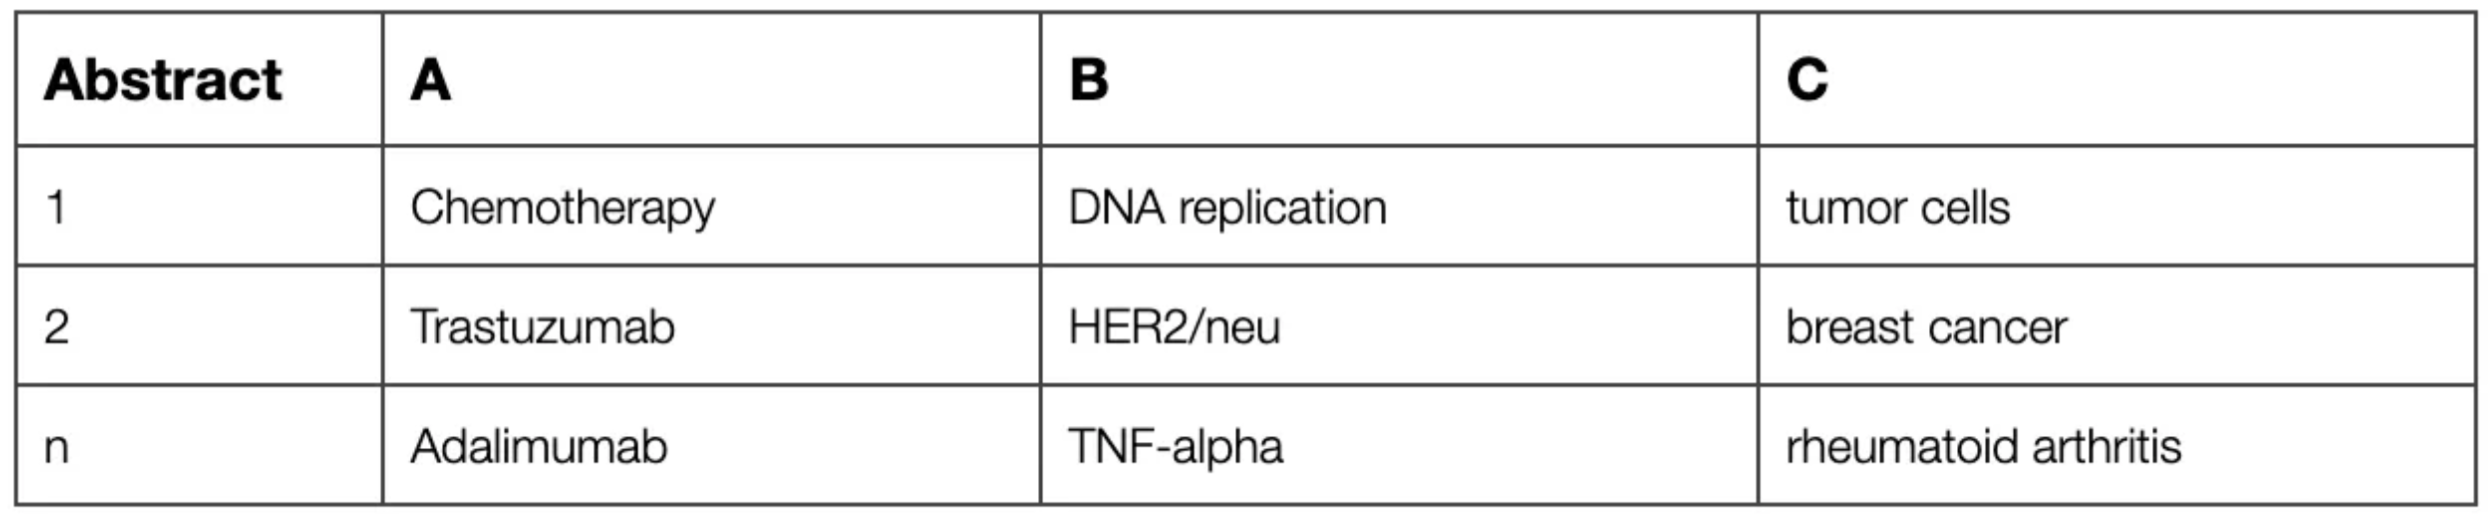 Abstract A B C
1 Chemotherapy DNA replication tumor cells
2 Trastuzumab HER2/neu breast cancer
n Adalimumab TNF-alpha rheumatoid arthritis